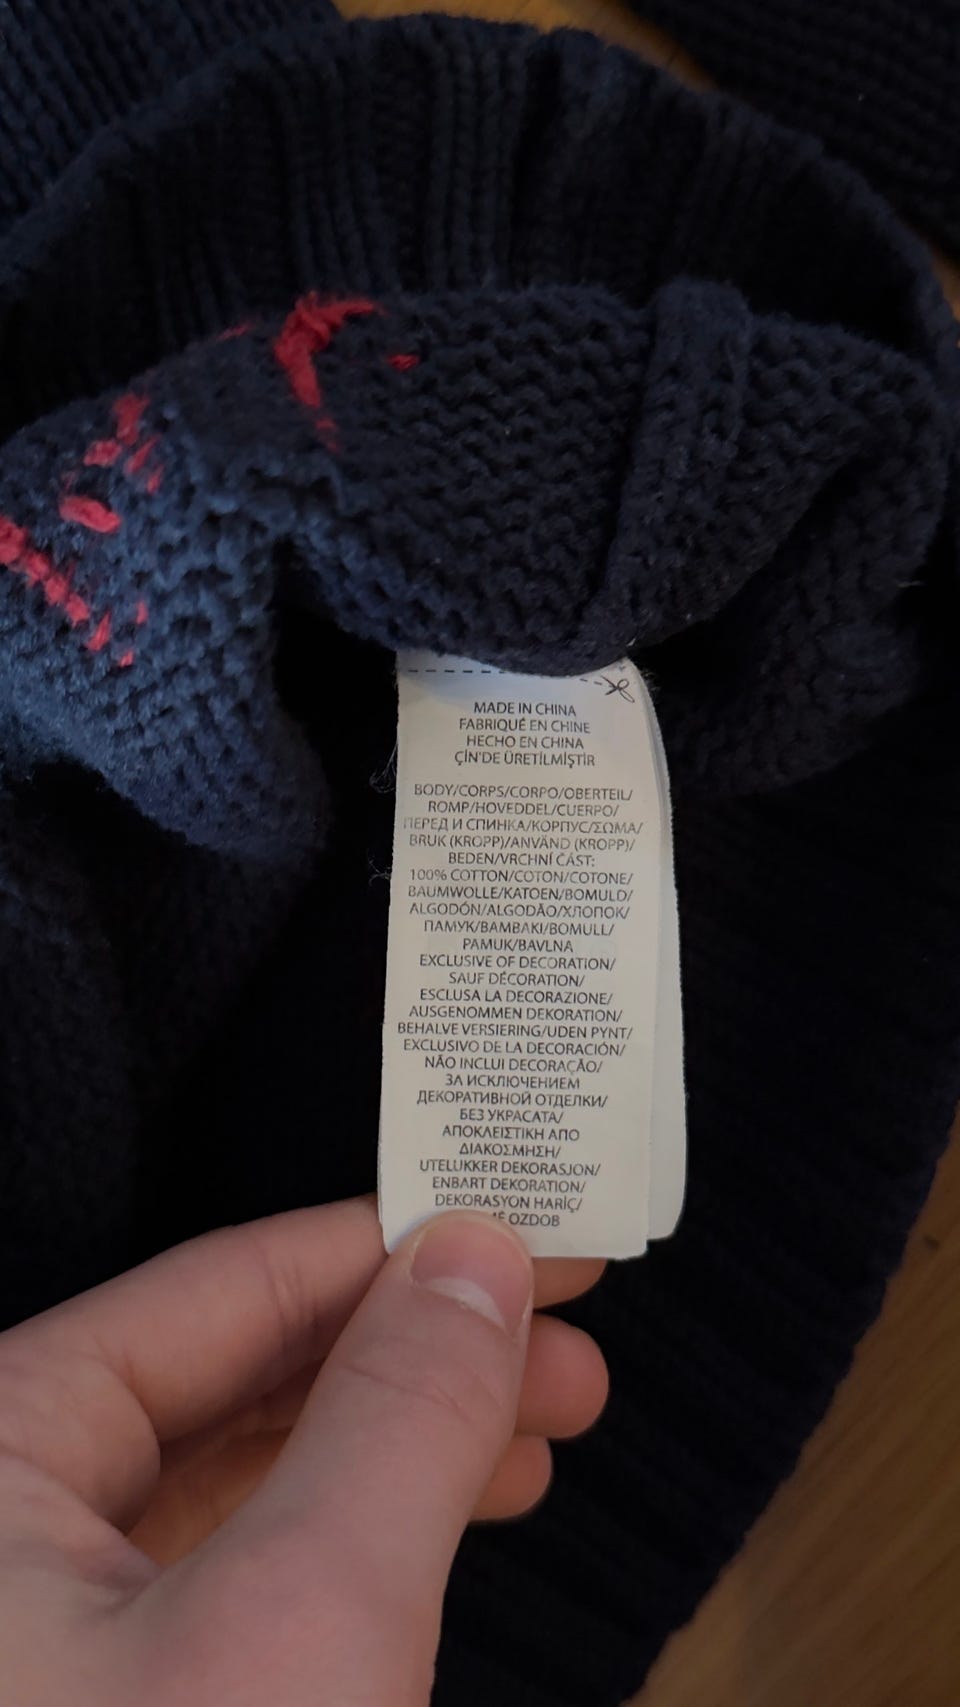 MADE IN CHINA
FABRIQUÉ EN CHINE
HECHO EN CHINA
ÇİN'DE ÜRETİLMİŞTİR
BODY/CORPS/CORPO/OBERTEIL/
ROMP/HOVEDDEL/CUERPO/
ПЕРЕД И СПИНКА/КОРПУС/ΣΩΜΑ/
BRUK (KROPP)/ANVÄND (KROPP)/
BEDEN/VRCHNÍ ČÁST:
100% COTTON/COTON/COTONE/
BAUMWOLLE/KATOEN/BOMULD/
ALGODÓN/ALGODÃO/ХЛОПОК/
ПАМУК/ΒΑΜΒΑΚΙ/BOMULL/
PAMUK/BAVLNA
EXCLUSIVE OF DECORATION/
SAUF DÉCORATION/
ESCLUSA LA DECORAZIONE/
AUSGENOMMEN DEKORATION/
BEHALVE VERSIERING/UDEN PYNT/
EXCLUSIVO DE LA DECORACIÓN/
NÃO INCLUI DECORAÇÃO/
ЗА ИСКЛЮЧЕНИЕМ
ДЕКОРАТИВНОЙ ОТДЕЛКИ/
БЕЗ УКРАСАТА/
ΑΠΟΚΛΕΙΣΤΙΚΗ ΑΠΟ
ΔΙΑΚΟΣΜΗΣΗ/
UTELUKKER DEKORASJON/
ENBART DEKORATION/
DEKORASYON HARİÇ/
OZDOB